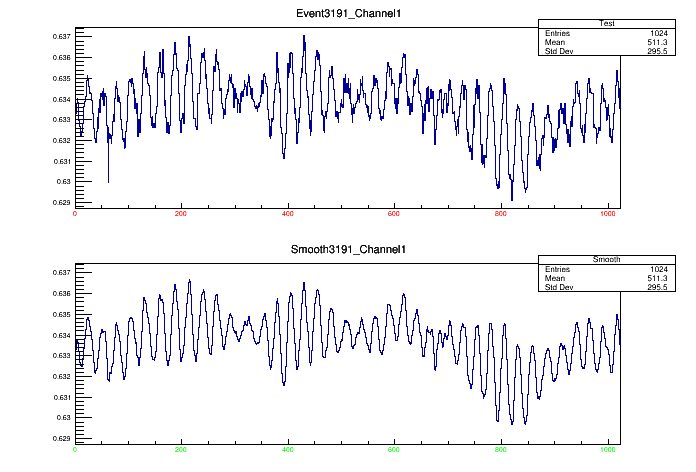 Event3191_Channel1
Test
Entries 1024
Mean 511.3
Std Dev 295.5
0.637
0.636
0.635
0.634
0.633
0.632
0.631
0.63
0.629
0 200 400 600 800 1000
Smooth3191_Channel1
Smooth
Entries 1024
Mean 511.3
Std Dev 295.5
0.637
0.636
0.635
0.634
0.633
0.632
0.631
0.63
0.629
0 200 400 600 800 1000